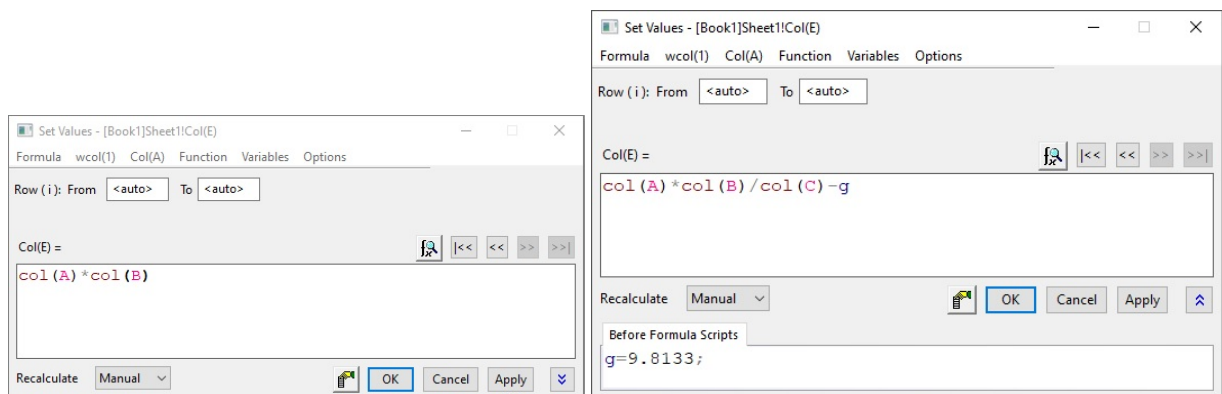 Set Values - [Book1]Sheet1!Col(E)
Formula wcol(1) Col(A) Function Variables Options
Row ( i ): From <auto> To <auto>
Col(E) =
|<< << >> >>|
col(A)*col(B)
Recalculate Manual OK Cancel Apply
Set Values - [Book1]Sheet1!Col(E)
Formula wcol(1) Col(A) Function Variables Options
Row ( i ): From <auto> To <auto>
Col(E) =
|<< << >> >>|
col(A)*col(B)/col(C)-g
Recalculate Manual OK Cancel Apply
Before Formula Scripts
g=9.8133;